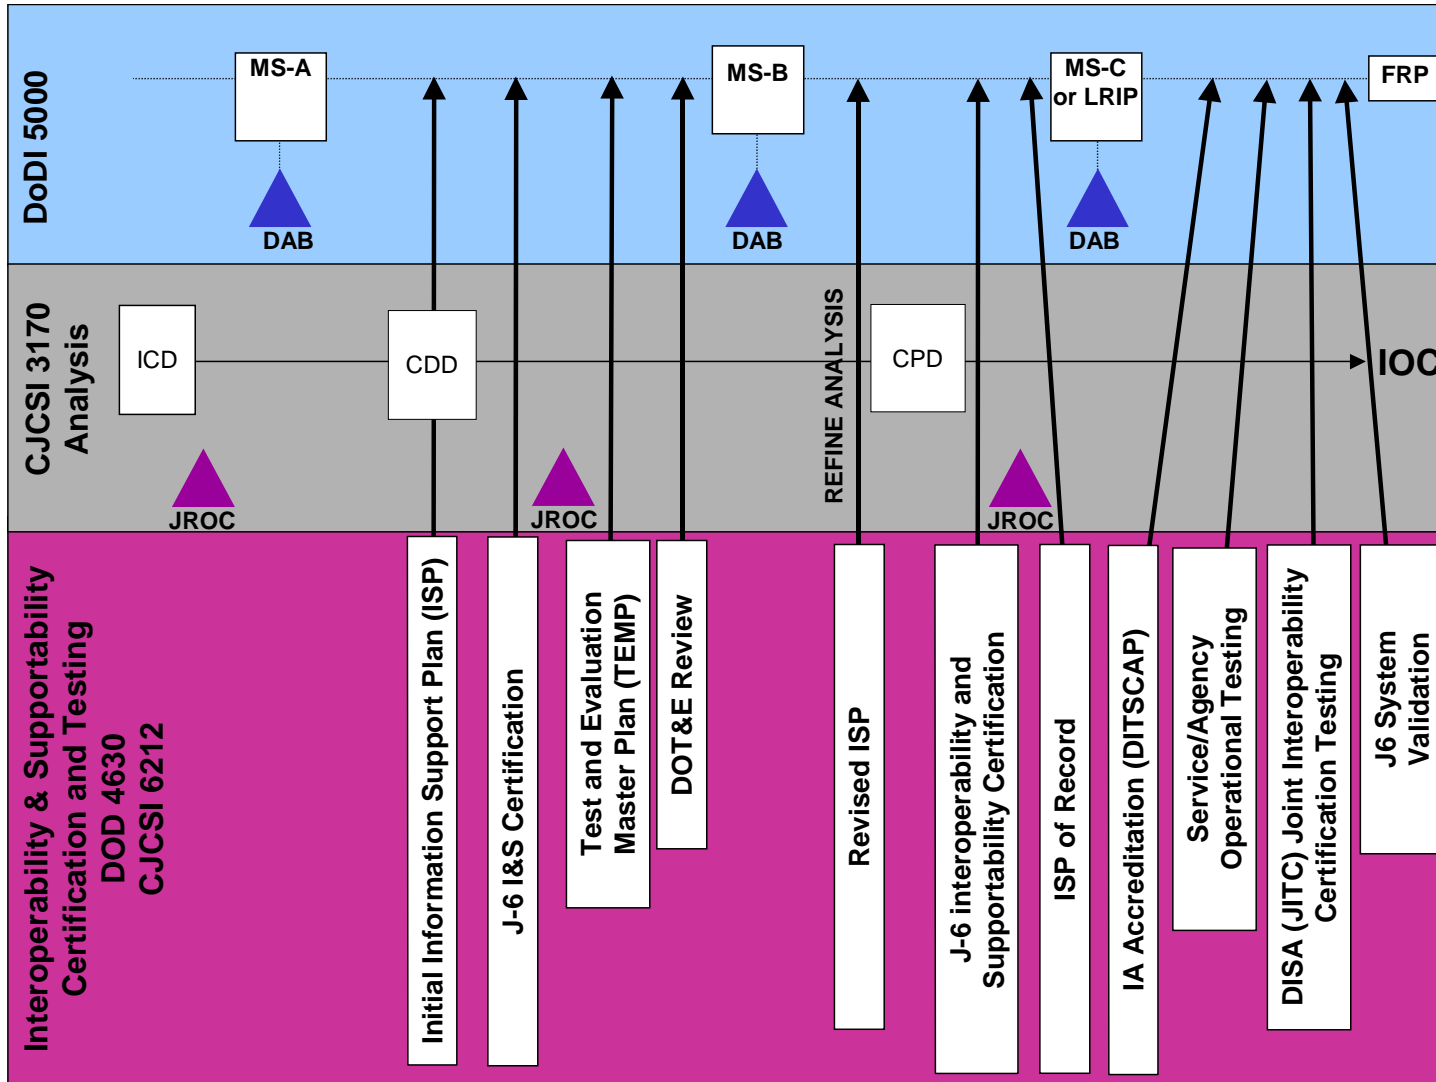 DoDI 5000
MS-A
MS-B
MS-C
or LRIP
FRP
DAB
DAB
DAB
CJCSI 3170
Analysis
ICD
CDD
REFINE ANALYSIS
CPD
IOC
JROC
JROC
JROC
Interoperability & Supportability
Certification and Testing
DOD 4630
CJCSI 6212
Initial Information Support Plan (ISP)
J-6 I&S Certification
Test and Evaluation
Master Plan (TEMP)
DOT&E Review
Revised ISP
J-6 interoperability and
Supportability Certification
ISP of Record
IA Accreditation (DITSCAP)
Service/Agency
Operational Testing
DISA (JITC) Joint Interoperability
Certification Testing
J6 System
Validation